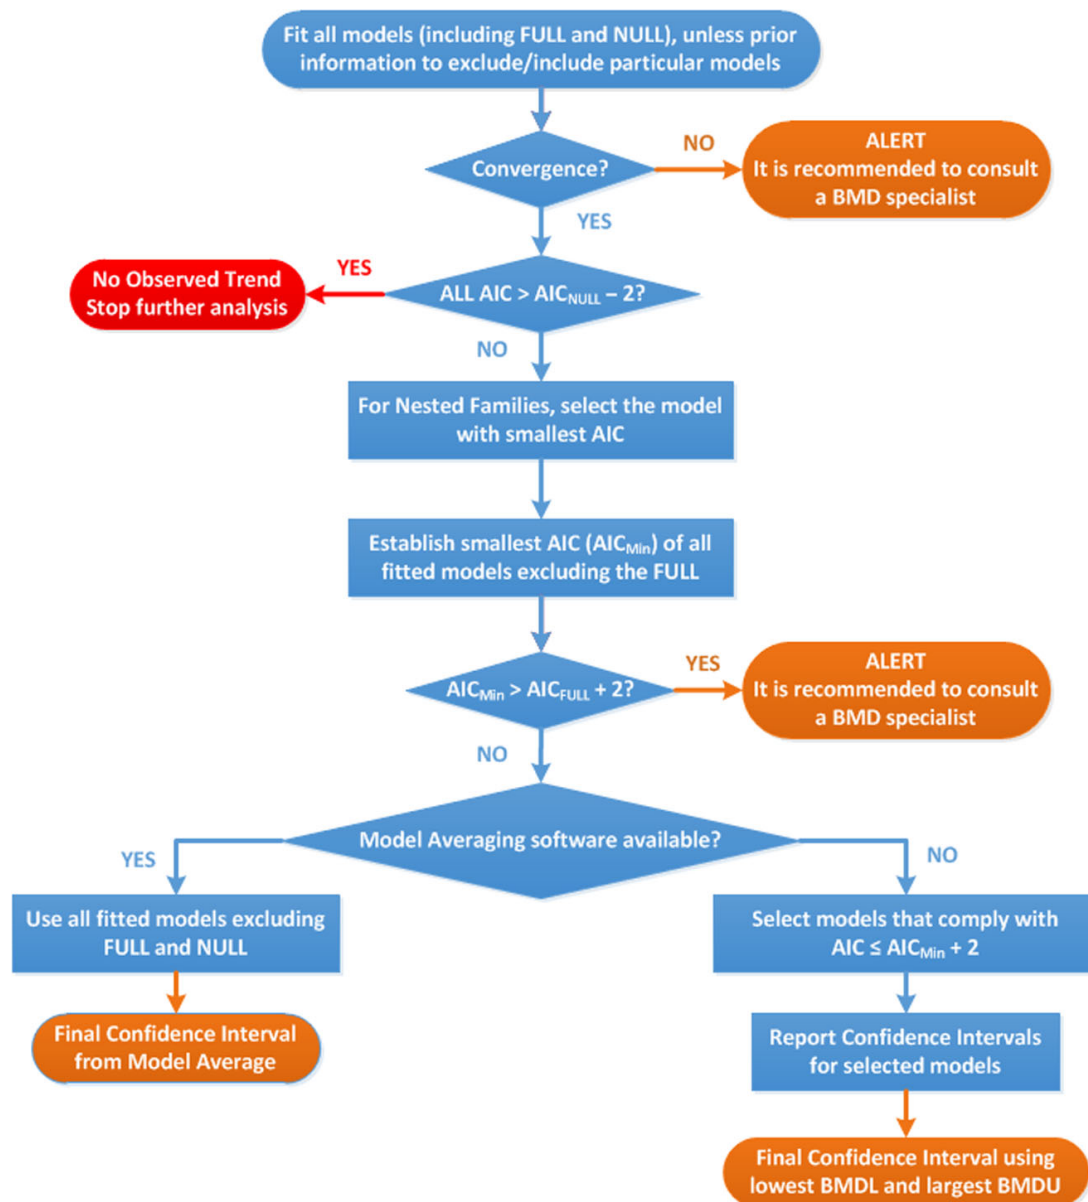 Fit all models (including FULL and NULL), unless prior
information to exclude/include particular models
Convergence?
NO
ALERT
It is recommended to consult
a BMD specialist
YES
ALL AIC > AIC_NULL – 2?
YES
No Observed Trend
Stop further analysis
NO
For Nested Families, select the model
with smallest AIC
Establish smallest AIC (AIC_Min) of all
fitted models excluding the FULL
AIC_Min > AIC_FULL + 2?
YES
ALERT
It is recommended to consult
a BMD specialist
NO
Model Averaging software available?
YES
Use all fitted models excluding
FULL and NULL
Final Confidence Interval
from Model Average
NO
Select models that comply with
AIC ≤ AIC_Min + 2
Report Confidence Intervals
for selected models
Final Confidence Interval using
lowest BMDL and largest BMDU